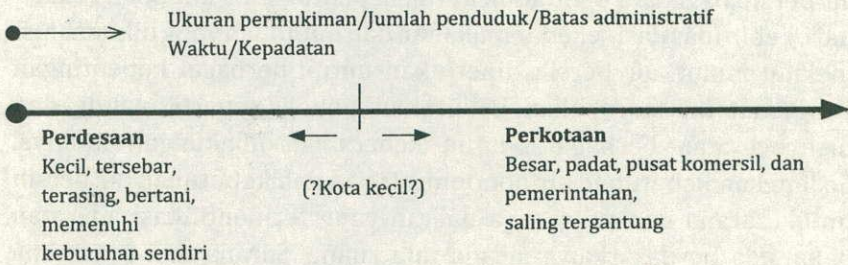 Ukuran permukiman/Jumlah penduduk/Batas administratif
Waktu/Kepadatan
Perdesaan
Kecil, tersebar,
terasing, bertani,
memenuhi
kebutuhan sendiri
(?Kota kecil?)
Perkotaan
Besar, padat, pusat komersil, dan
pemerintahan,
saling tergantung